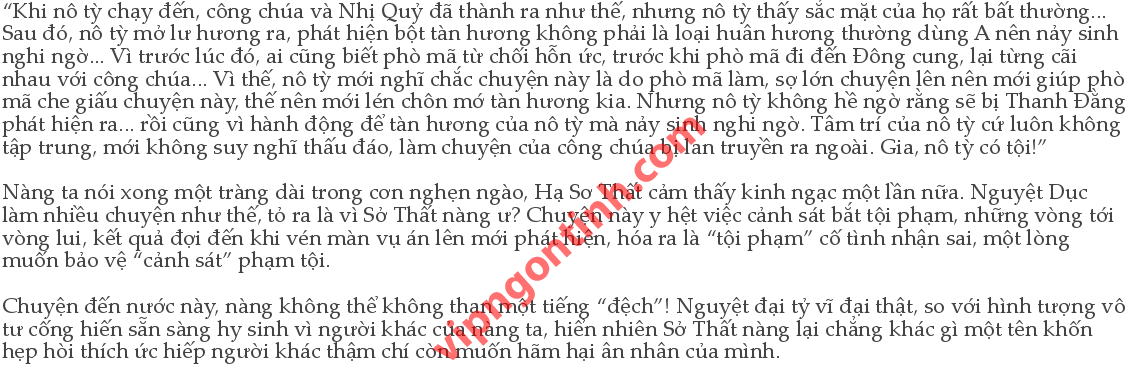 “Khi nô tỳ chạy đến, công chúa và Nhị Quỷ đã thành ra như thế, nhưng nô tỳ thấy sắc mặt của họ rất bất thường...
Sau đó, nô tỳ mở lư hương ra, phát hiện bột tàn hương không phải là loại huân hương thường dùng A nên nảy sinh
nghi ngờ... Vì trước lúc đó, ai cũng biết phò mã từ chối hỗn ức, trước khi phò mã đi đến Đông cung, lại từng cãi
nhau với công chúa... Vì thế, nô tỳ mới nghĩ chắc chuyện này là do phò mã làm, sợ lớn chuyện lên nên mới giúp phò
mã che giấu chuyện này, thế nên mới lén chôn mớ tàn hương kia. Nhưng nô tỳ không hề ngờ rằng sẽ bị Thanh Đằng
phát hiện ra... rồi cũng vì hành động để tàn hương của nô tỳ mà nảy sinh nghi ngờ. Tâm trí của nô tỳ cứ luôn không
tập trung, mới không suy nghĩ thấu đáo, làm chuyện của công chúa bị lan truyền ra ngoài. Gia, nô tỳ có tội!”
Nàng ta nói xong một tràng dài trong cơn nghẹn ngào, Hạ Sơ Thất cảm thấy kinh ngạc một lần nữa. Nguyệt Dục
làm nhiều chuyện như thế, tỏ ra là vì Sở Thất nàng ư? Chuyện này y hệt việc cảnh sát bắt tội phạm, những vòng tới
vòng lui, kết quả đợi đến khi vén màn vụ án lên mới phát hiện, hóa ra là “tội phạm” cố tình nhận sai, một lòng
muốn bảo vệ “cảnh sát” phạm tội.
Chuyện đến nước này, nàng không thể không than một tiếng “đệch”! Nguyệt đại tỷ vĩ đại thật, so với hình tượng vô
tư cống hiến sẵn sàng hy sinh vì người khác của nàng ta, hiển nhiên Sở Thất nàng lại chẳng khác gì một tên khốn
hẹp hòi thích ức hiếp người khác thậm chí còn muốn hãm hại ân nhân của mình.
vipngontinh.com